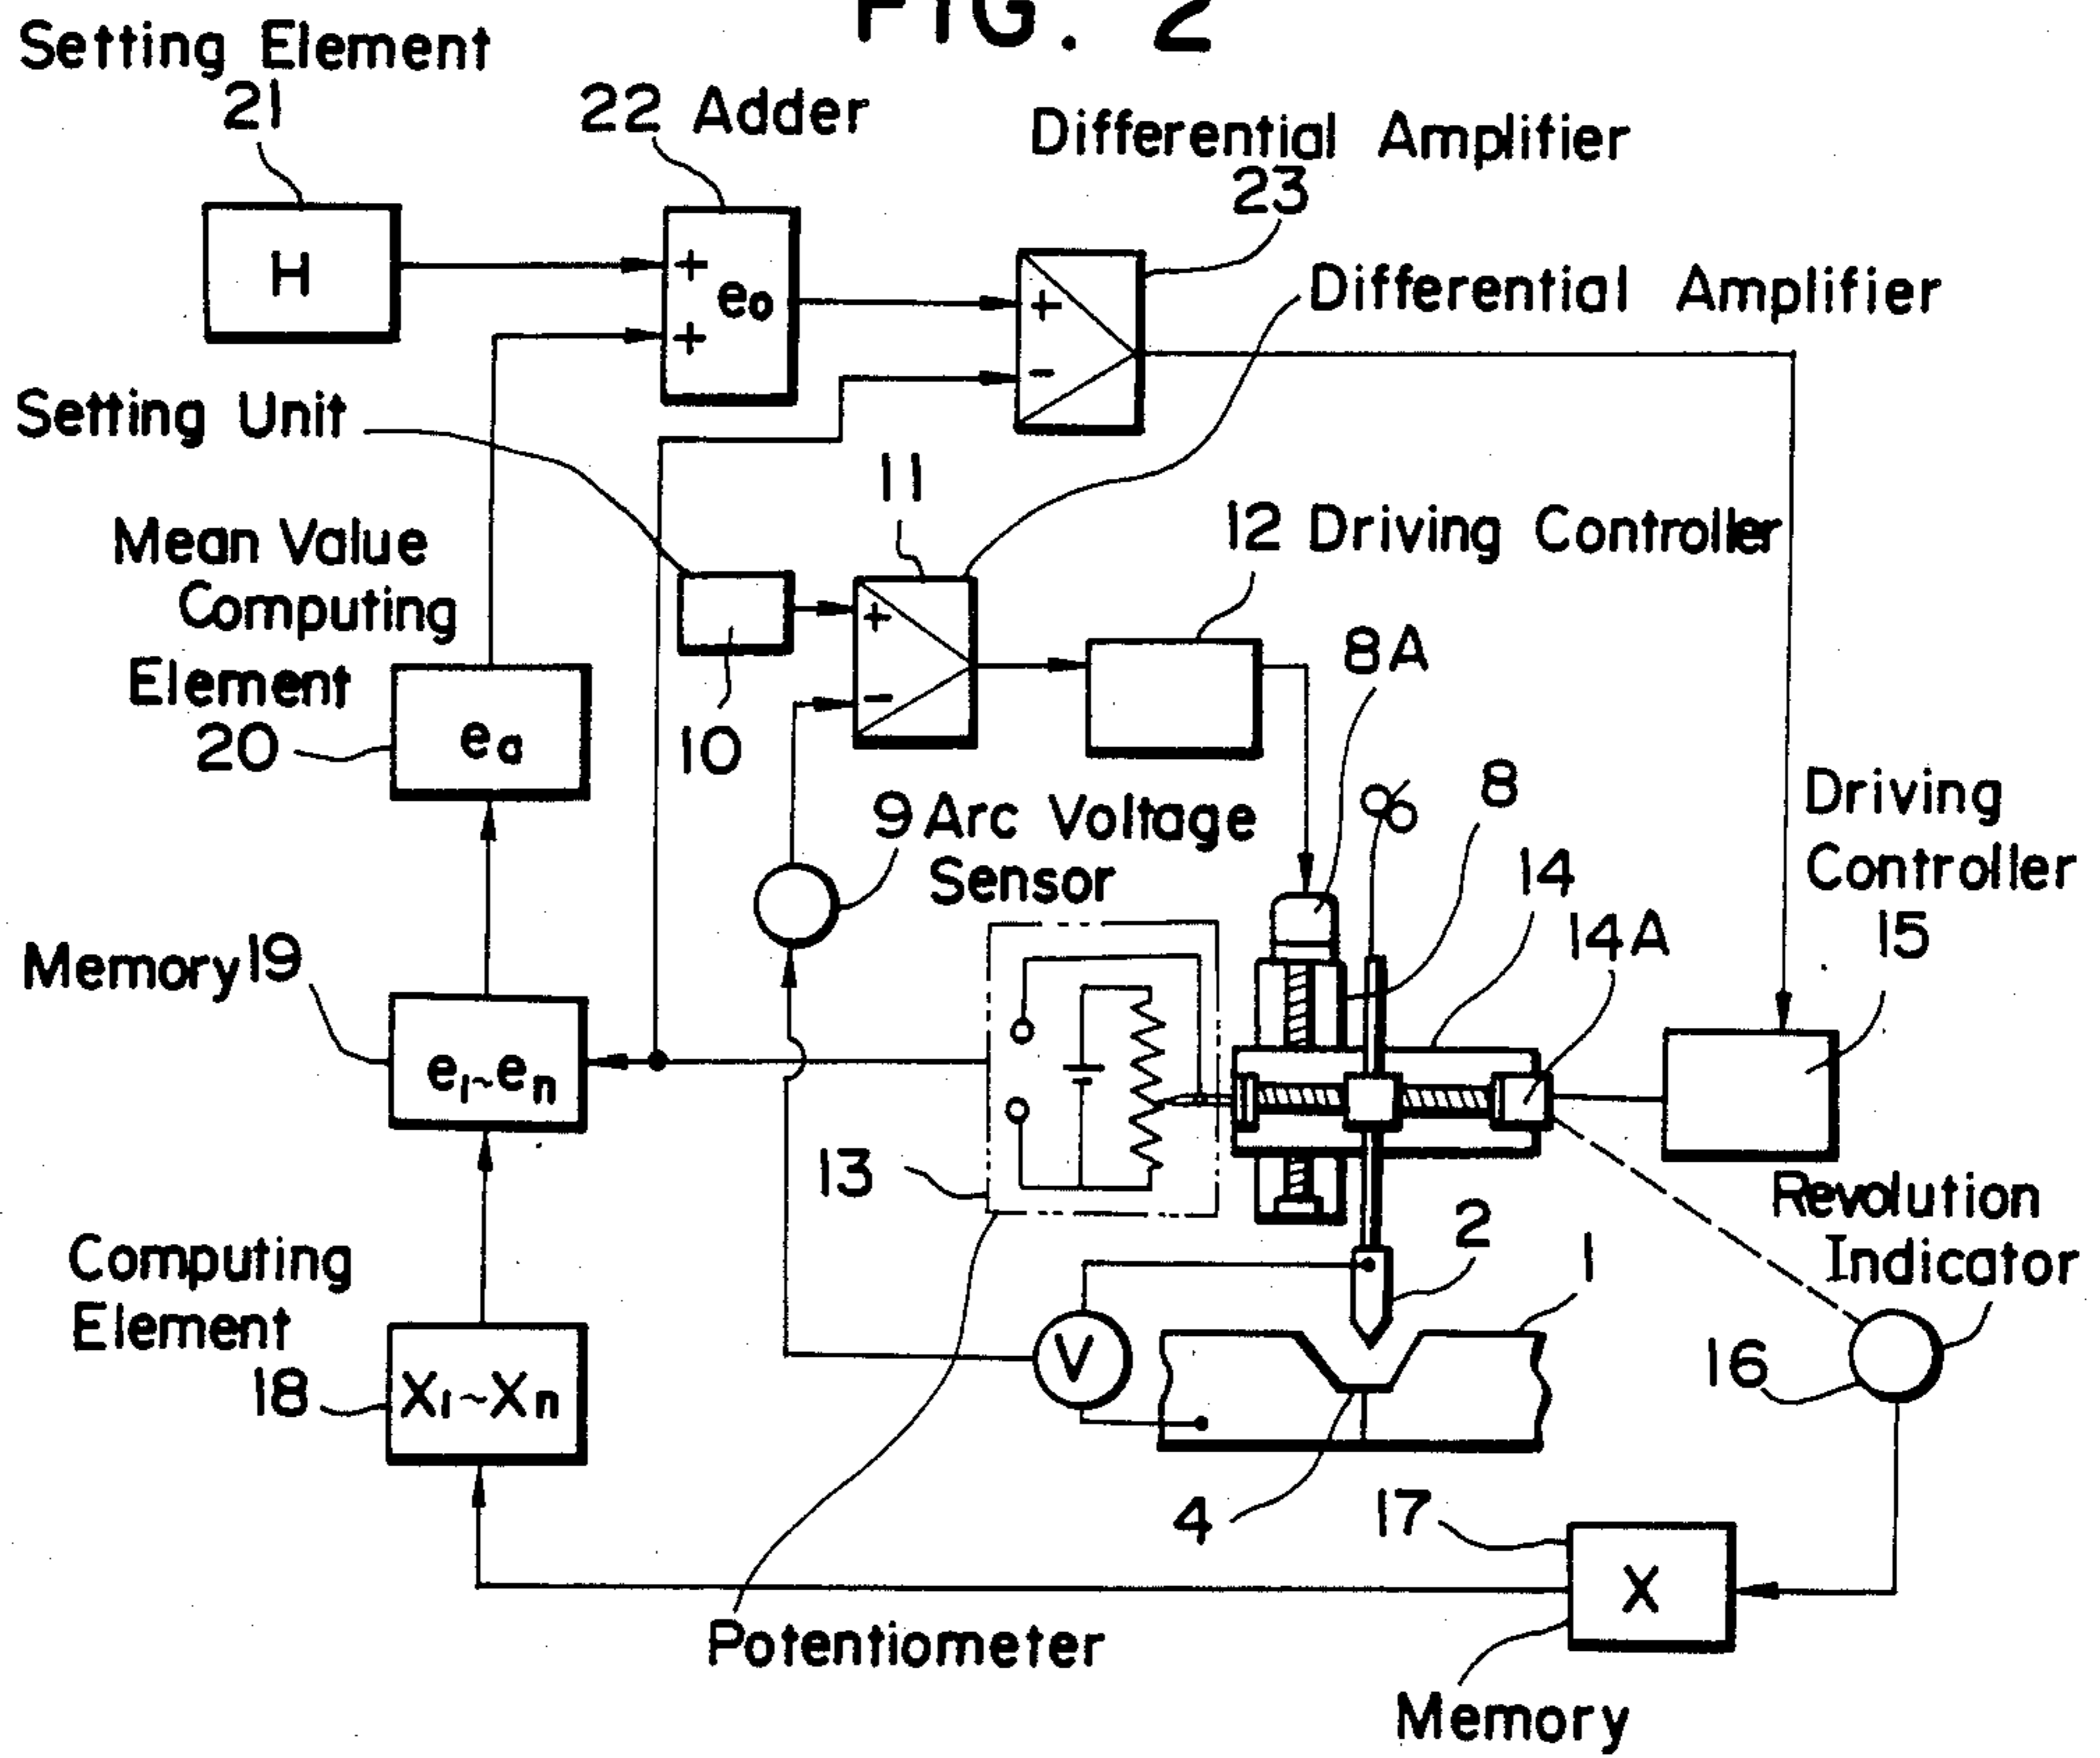 FIG. 2
Setting Element
21
22 Adder
Differential Amplifier
23
H
+
+
eo
+
-
Differential Amplifier
Setting Unit
11
12 Driving Controller
Mean Value
Computing
Element
20
ea
10
+
-
8A
8
9 Arc Voltage
Sensor
14
14A
Driving
Controller
15
Memory 19
e1~en
13
Revolution
Indicator
16
2
1
Computing
Element
18
X1~Xn
V
4
17
X
Potentiometer
Memory